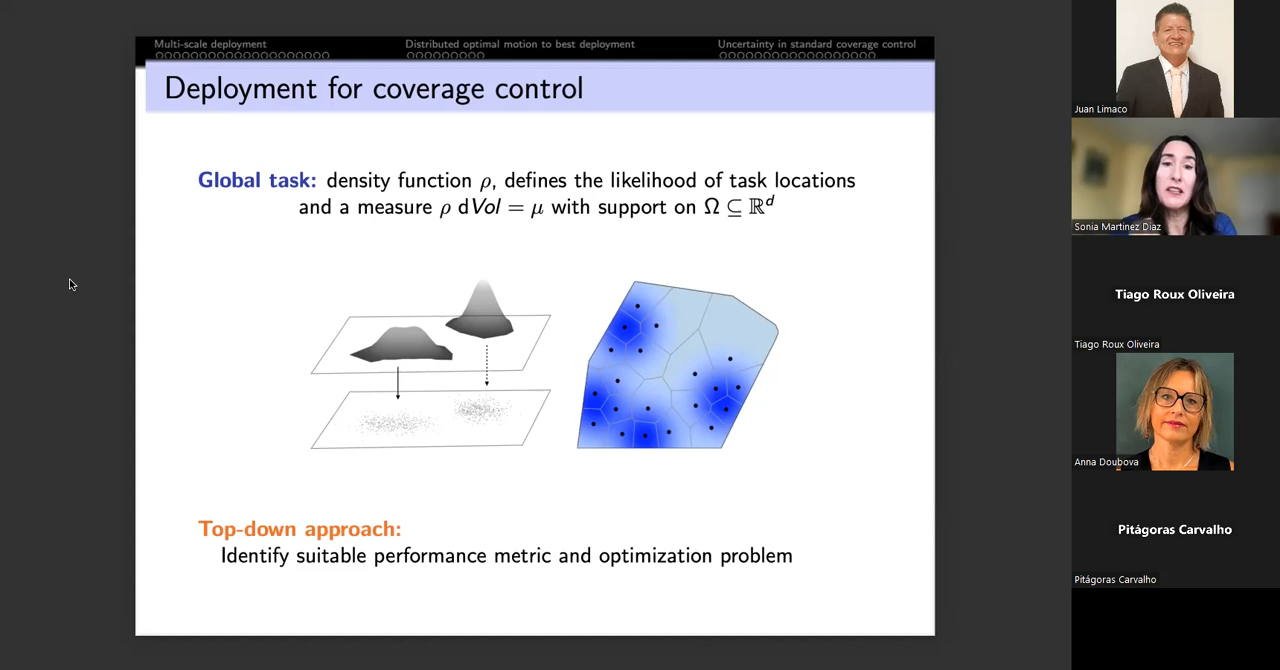 Multi-scale deployment
Distributed optimal motion to best deployment
Uncertainty in standard coverage control
Deployment for coverage control
Global task: density function ρ, defines the likelihood of task locations
and a measure ρ dVol = μ with support on Ω ⊆ ℝᵈ
Top-down approach:
Identify suitable performance metric and optimization problem
Juan Limaco
Sonia Martinez Diaz
Tiago Roux Oliveira
Tiago Roux Oliveira
Anna Doubova
Pitágoras Carvalho
Pitágoras Carvalho